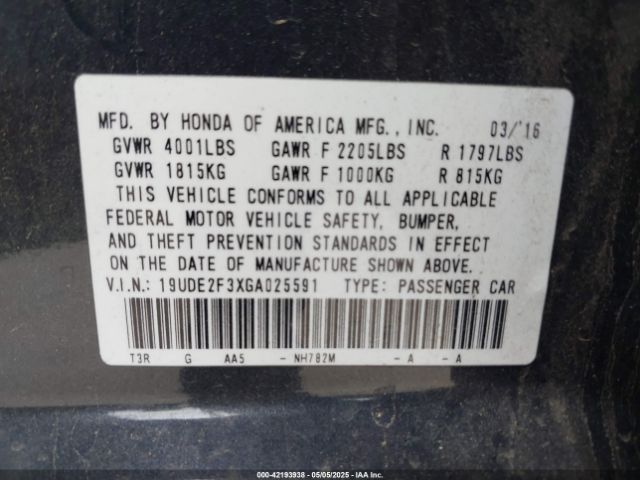 MFD. BY HONDA OF AMERICA MFG., INC. 03/'16
GVWR 4001LBS GAWR F 2205LBS R 1797LBS
GVWR 1815KG GAWR F 1000KG R 815KG
THIS VEHICLE CONFORMS TO ALL APPLICABLE
FEDERAL MOTOR VEHICLE SAFETY, BUMPER,
AND THEFT PREVENTION STANDARDS IN EFFECT
ON THE DATE OF MANUFACTURE SHOWN ABOVE.
V.I.N.: 19UDE2F3XGA025591 TYPE: PASSENGER CAR
T3R G AA5 - NH782M - A - A
000-42193938 - 05/05/2025 - IAA Inc.